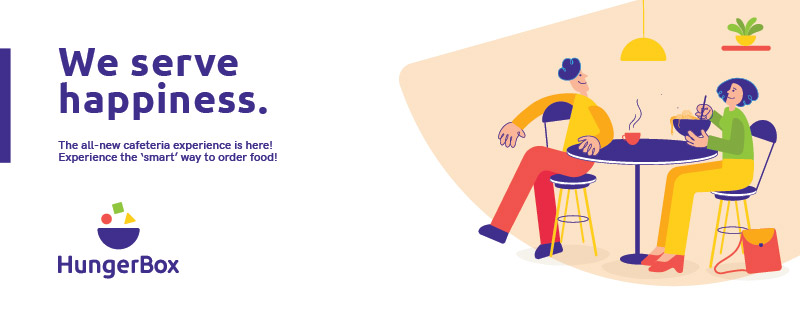 We serve
happiness.
The all-new cafeteria experience is here!
Experience the ‘smart’ way to order food!
HungerBox